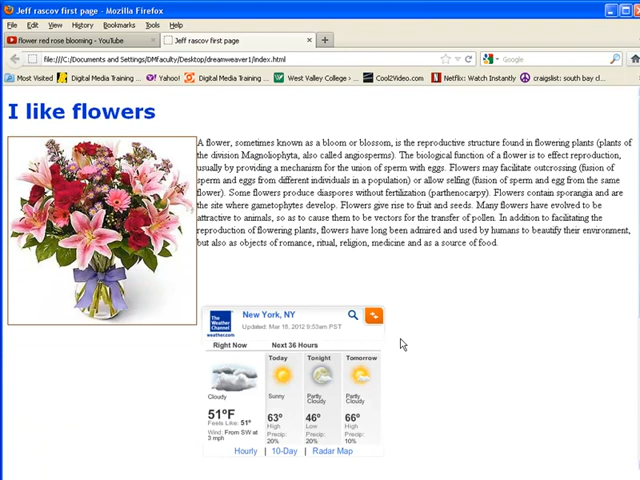 Jeff rascov first page - Mozilla Firefox
File Edit View History Bookmarks Tools Help
flower red rose blooming - YouTube × Jeff rascov first page × +
file:///C:/Documents and Settings/DMFaculty/Desktop/dreamweaver1/index.html Google
Most Visited Digital Media Training ... Yahoo! Digital Media Training ... West Valley College › ... Cool2Video.com Netflix: Watch Instantly craigslist: south bay c...
I like flowers
A flower, sometimes known as a bloom or blossom, is the reproductive structure found in flowering plants (plants of
the division Magnoliophyta, also called angiosperms). The biological function of a flower is to effect reproduction,
usually by providing a mechanism for the union of sperm with eggs. Flowers may facilitate outcrossing (fusion of
sperm and eggs from different individuals in a population) or allow selfing (fusion of sperm and egg from the same
flower). Some flowers produce diaspores without fertilization (parthenocarpy). Flowers contain sporangia and are
the site where gametophytes develop. Flowers give rise to fruit and seeds. Many flowers have evolved to be
attractive to animals, so as to cause them to be vectors for the transfer of pollen. In addition to facilitating the
reproduction of flowering plants, flowers have long been admired and used by humans to beautify their environment,
but also as objects of romance, ritual, religion, medicine and as a source of food.
The Weather Channel
weather.com
New York, NY
Updated: Mar 18, 2012 9:53am PST
Right Now Next 36 Hours
Today Tonight Tomorrow
Cloudy Sunny Partly Cloudy Partly Cloudy
51°F 63° 46° 66°
Feels Like: 51° High Low High
Wind: From SW at 3 mph Precip: 20% Precip: 20% Precip: 10%
Hourly | 10-Day | Radar Map